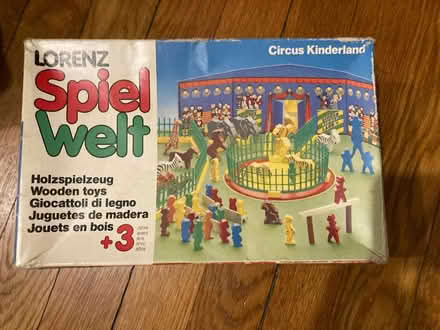 LORENZ
Spiel
Welt
Circus Kinderland
Holzspielzeug
Wooden toys
Giocattoli di legno
Juguetes de madera
Jouets en bois
+3